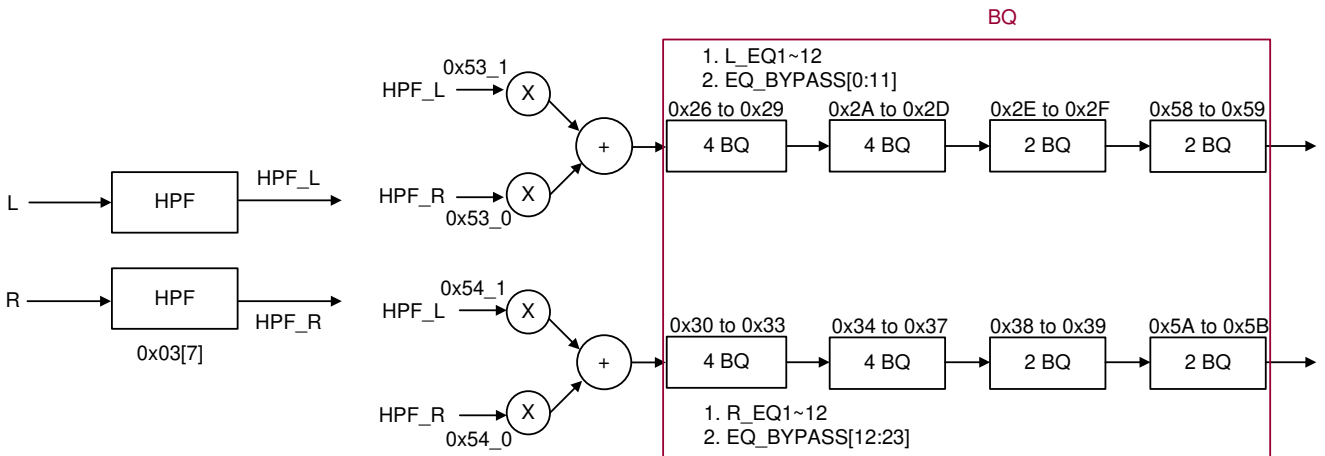 BQ
1. L_EQ1~12
2. EQ_BYPASS[0:11]
0x53_1
HPF_L
X
0x26 to 0x29
0x2A to 0x2D
0x2E to 0x2F
0x58 to 0x59
+
4 BQ
4 BQ
2 BQ
2 BQ
HPF_L
HPF_R
X
0x53_0
L
HPF
R
HPF
HPF_R
0x03[7]
0x54_1
HPF_L
X
0x30 to 0x33
0x34 to 0x37
0x38 to 0x39
0x5A to 0x5B
+
4 BQ
4 BQ
2 BQ
2 BQ
HPF_R
X
0x54_0
1. R_EQ1~12
2. EQ_BYPASS[12:23]